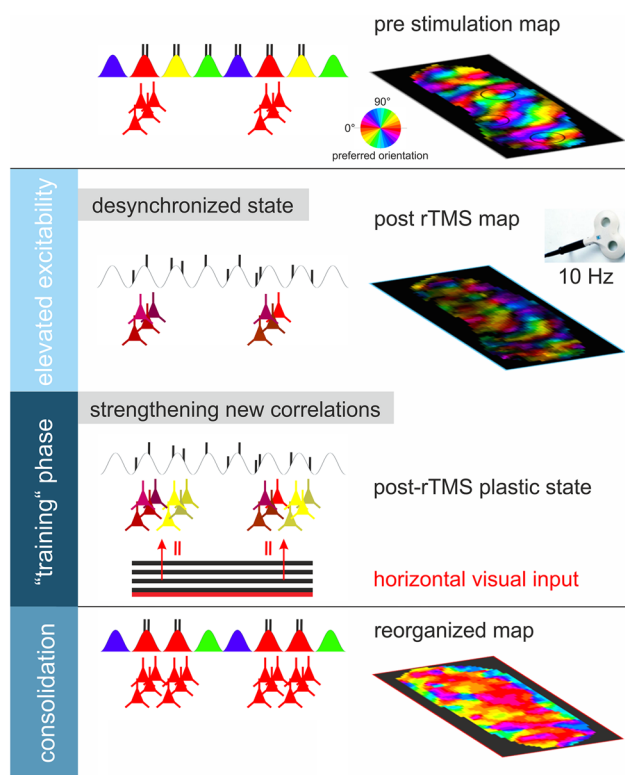 pre stimulation map
90°
0°
preferred orientation
elevated excitability
desynchronized state
post rTMS map
10 Hz
"training" phase
strengthening new correlations
post-rTMS plastic state
horizontal visual input
consolidation
reorganized map